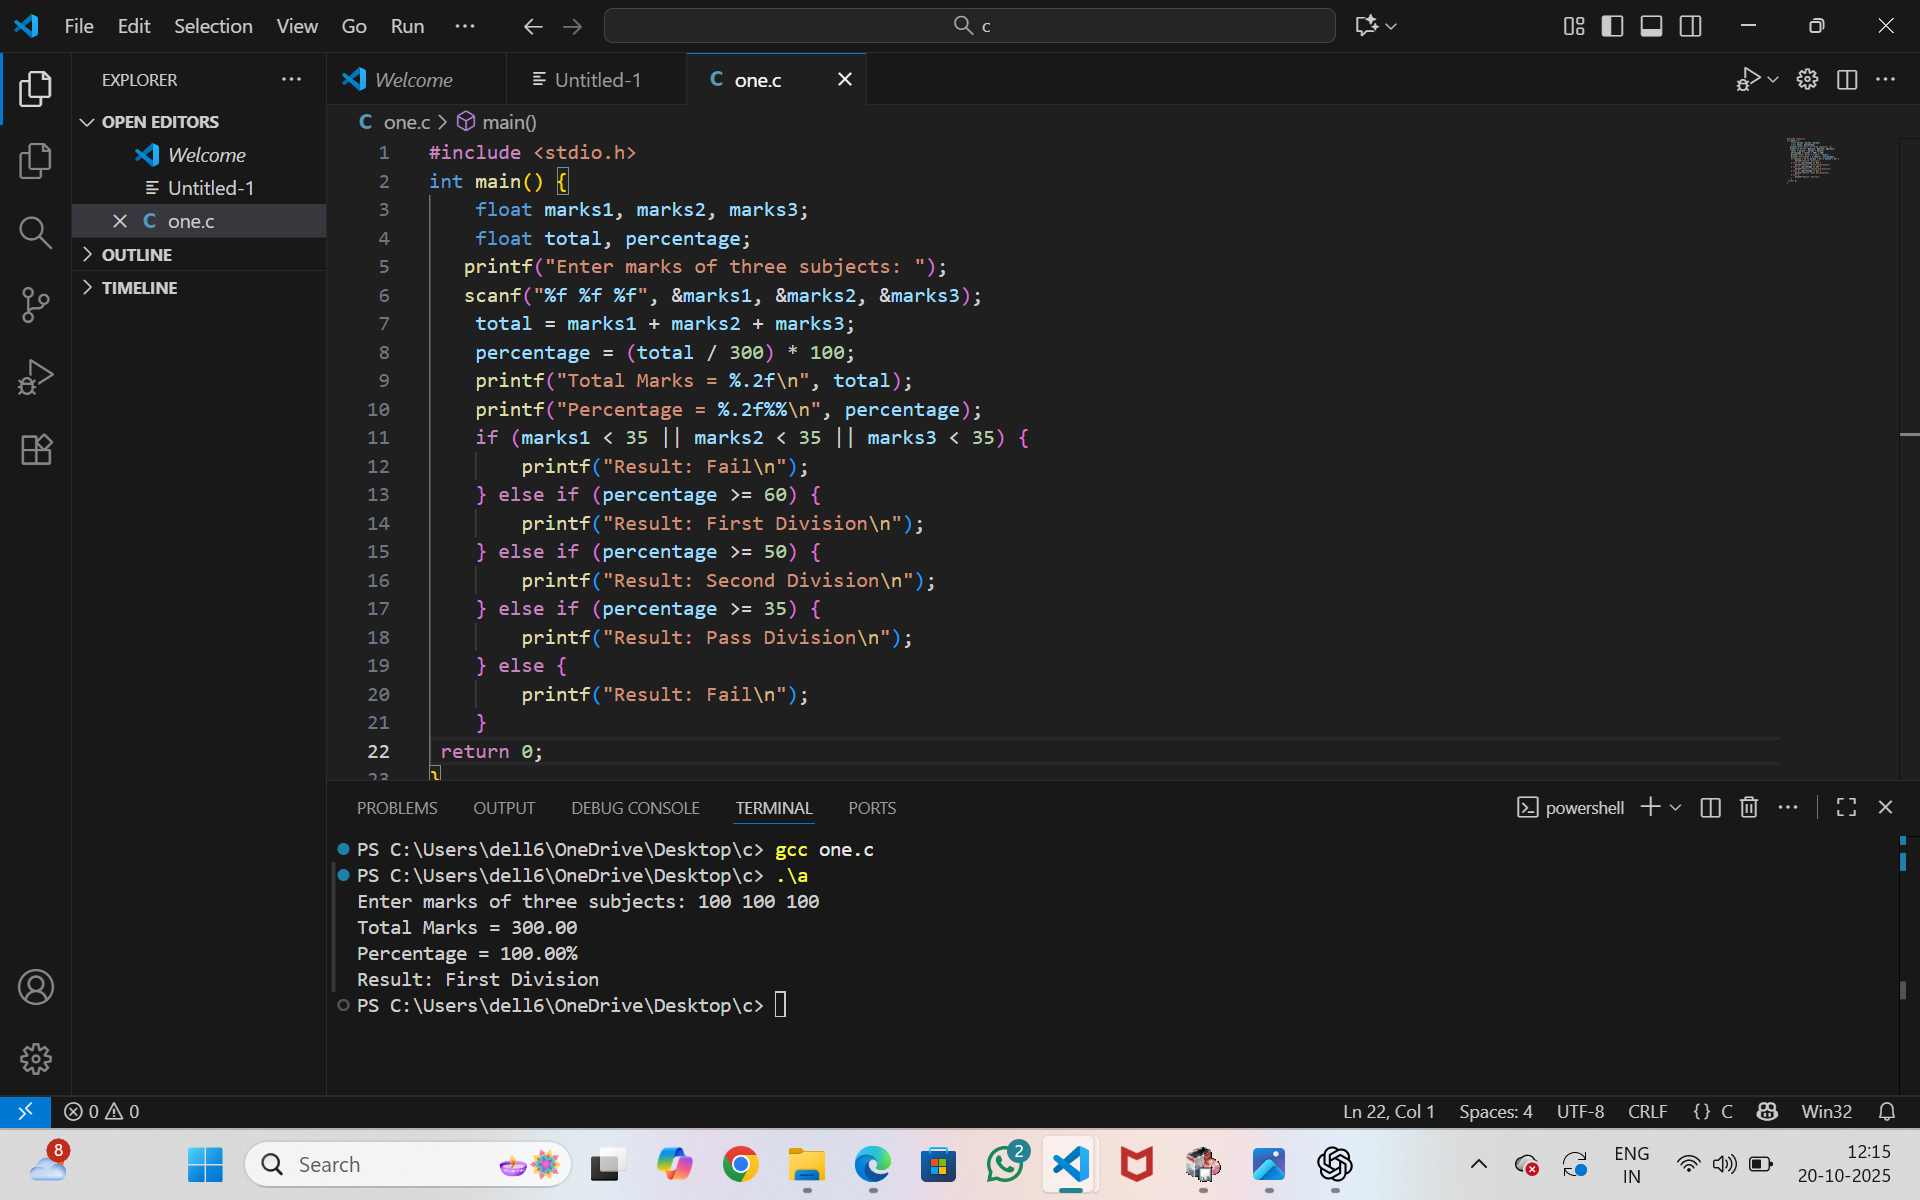 File Edit Selection View Go Run ··· c
EXPLORER ···
OPEN EDITORS
Welcome
Untitled-1
C one.c
OUTLINE
TIMELINE
Welcome Untitled-1 C one.c
C one.c > main()
1 #include <stdio.h>
2 int main() {
3     float marks1, marks2, marks3;
4     float total, percentage;
5    printf("Enter marks of three subjects: ");
6    scanf("%f %f %f", &marks1, &marks2, &marks3);
7     total = marks1 + marks2 + marks3;
8     percentage = (total / 300) * 100;
9     printf("Total Marks = %.2f\n", total);
10     printf("Percentage = %.2f%%\n", percentage);
11     if (marks1 < 35 || marks2 < 35 || marks3 < 35) {
12         printf("Result: Fail\n");
13     } else if (percentage >= 60) {
14         printf("Result: First Division\n");
15     } else if (percentage >= 50) {
16         printf("Result: Second Division\n");
17     } else if (percentage >= 35) {
18         printf("Result: Pass Division\n");
19     } else {
20         printf("Result: Fail\n");
21     }
22  return 0;
23 }
PROBLEMS OUTPUT DEBUG CONSOLE TERMINAL PORTS powershell
PS C:\Users\dell6\OneDrive\Desktop\c> gcc one.c
PS C:\Users\dell6\OneDrive\Desktop\c> .\a
Enter marks of three subjects: 100 100 100
Total Marks = 300.00
Percentage = 100.00%
Result: First Division
PS C:\Users\dell6\OneDrive\Desktop\c>
0 0 Ln 22, Col 1 Spaces: 4 UTF-8 CRLF {} C Win32
8 Search 2 ENG 12:15
IN 20-10-2025